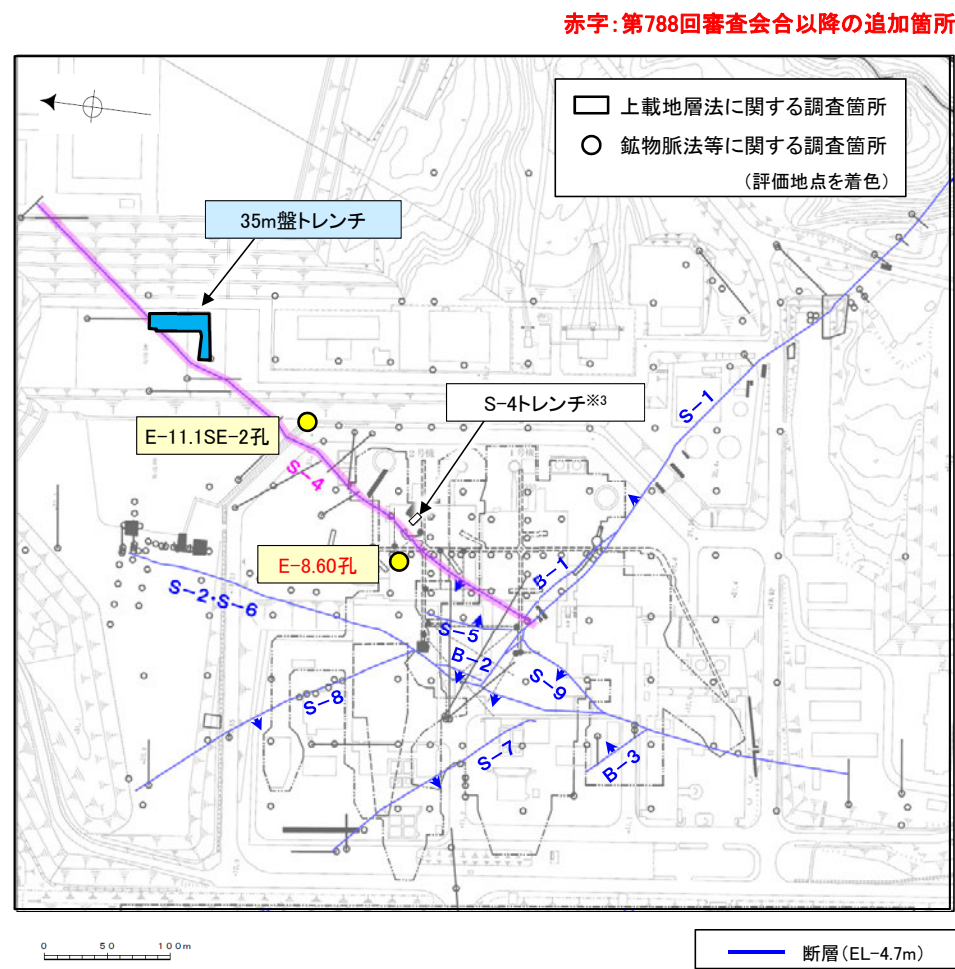 赤字：第788回審査会合以降の追加箇所
上載地層法に関する調査箇所
鉱物脈法等に関する調査箇所
（評価地点を着色）
35m盤トレンチ
S-4トレンチ※3
E-11.1SE-2孔
S-4
S-1
E-8.60孔
B-1
S-2・S-6
S-5
B-2
S-9
S-8
S-7
B-3
0 50 100m
断層（EL-4.7m）